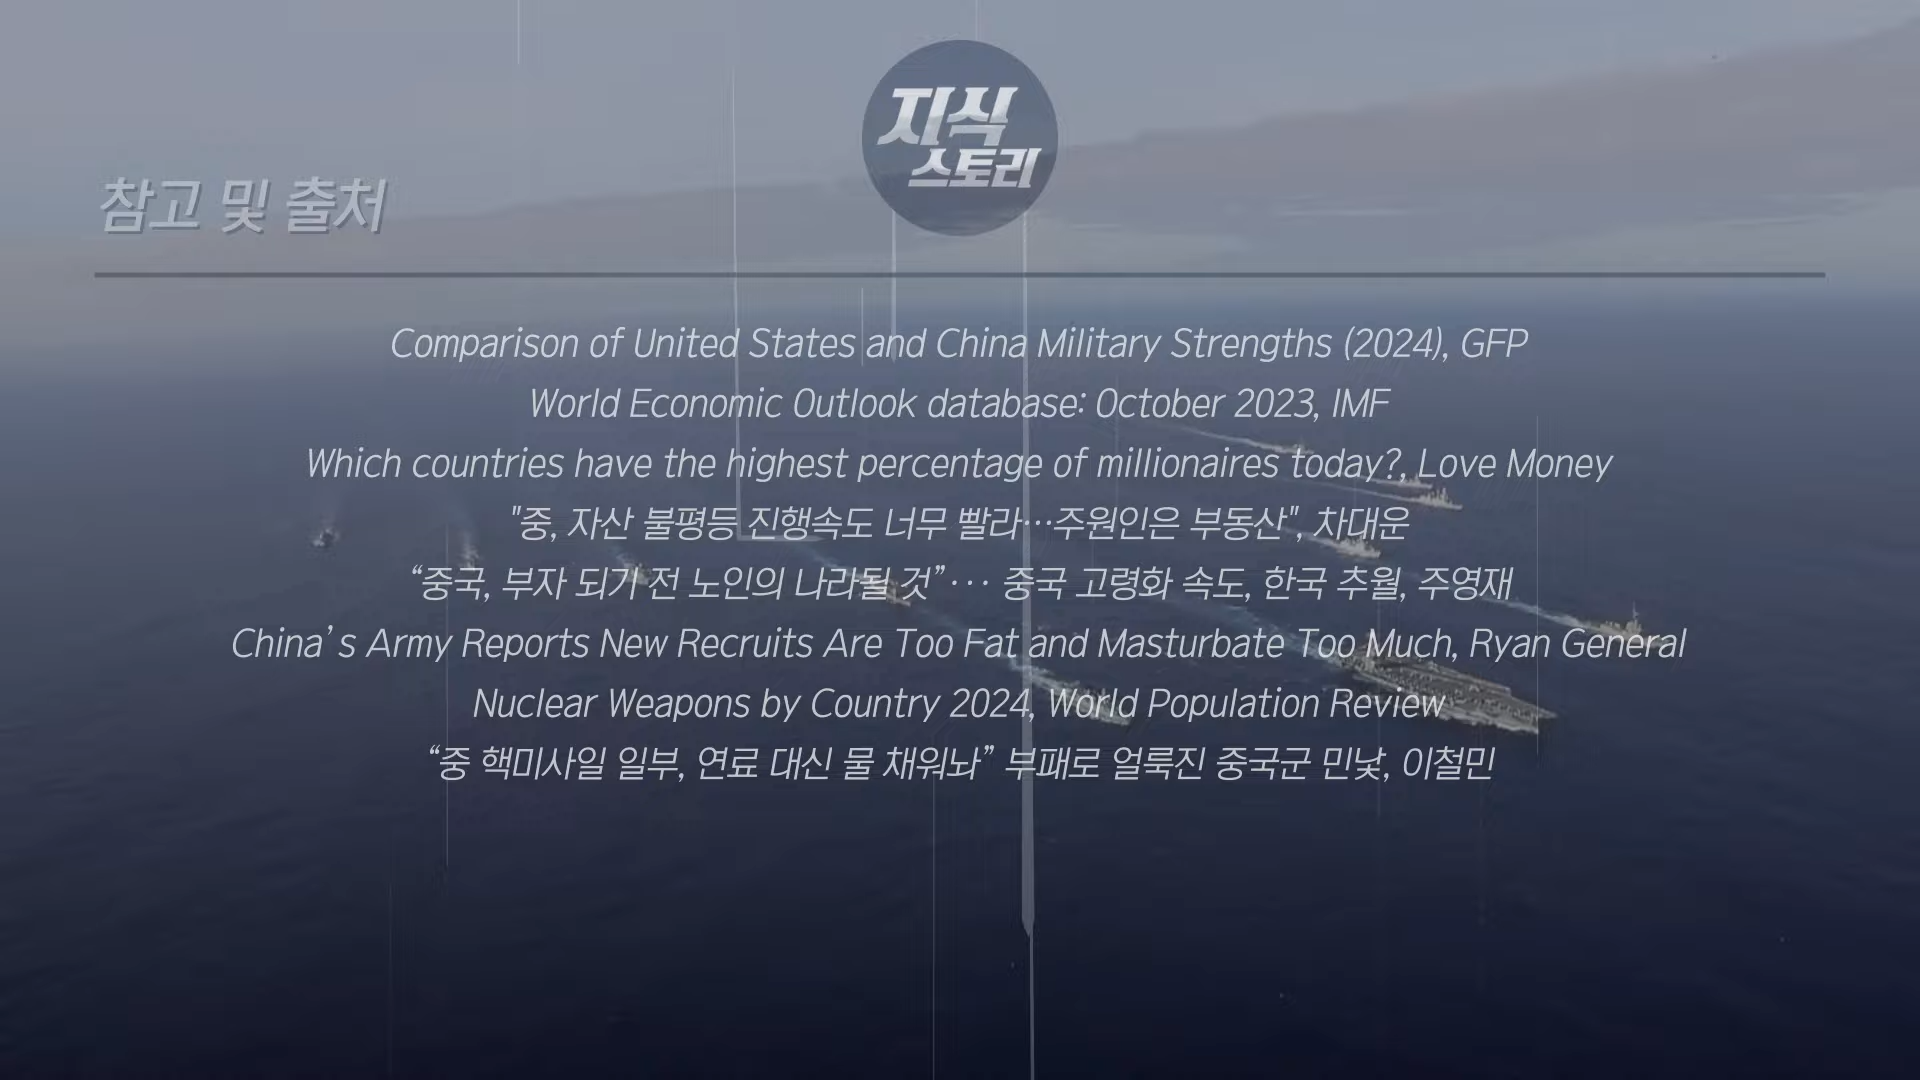 지식
스토리
참고 및 출처
Comparison of United States and China Military Strengths (2024), GFP
World Economic Outlook database: October 2023, IMF
Which countries have the highest percentage of millionaires today?, Love Money
"중, 자산 불평등 진행속도 너무 빨라…주원인은 부동산", 차대운
“중국, 부자 되기 전 노인의 나라될 것”··· 중국 고령화 속도, 한국 추월, 주영재
China’s Army Reports New Recruits Are Too Fat and Masturbate Too Much, Ryan General
Nuclear Weapons by Country 2024, World Population Review
“중 핵미사일 일부, 연료 대신 물 채워놔” 부패로 얼룩진 중국군 민낯, 이철민